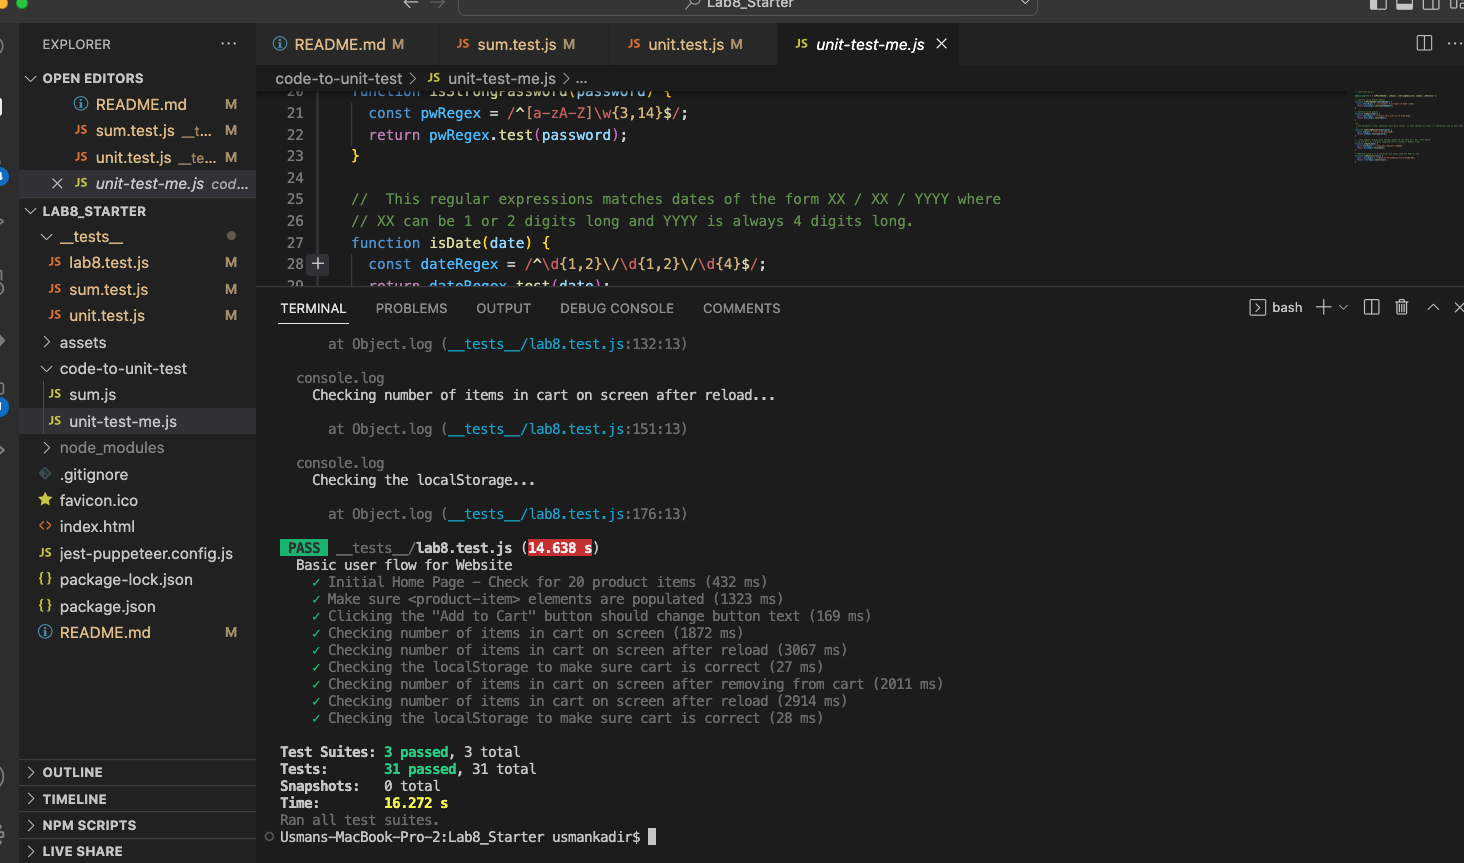 Lab8_Starter
EXPLORER
OPEN EDITORS
README.md M
JS sum.test.js __t... M
JS unit.test.js __te... M
JS unit-test-me.js cod...
LAB8_STARTER
__tests__
JS lab8.test.js M
JS sum.test.js M
JS unit.test.js M
assets
code-to-unit-test
JS sum.js
JS unit-test-me.js
node_modules
.gitignore
favicon.ico
index.html
JS jest-puppeteer.config.js
{} package-lock.json
{} package.json
README.md M
OUTLINE
TIMELINE
NPM SCRIPTS
LIVE SHARE
README.md M
JS sum.test.js M
JS unit.test.js M
JS unit-test-me.js
code-to-unit-test > JS unit-test-me.js > ...
20 function isStrongPassword(password) {
21 const pwRegex = /^[a-zA-Z]\w{3,14}$/;
22 return pwRegex.test(password);
23 }
24
25 //  This regular expressions matches dates of the form XX / XX / YYYY where
26 // XX can be 1 or 2 digits long and YYYY is always 4 digits long.
27 function isDate(date) {
28 const dateRegex = /^\d{1,2}\/\d{1,2}\/\d{4}$/;
29 return dateRegex.test(date);
TERMINAL PROBLEMS OUTPUT DEBUG CONSOLE COMMENTS
bash
at Object.log (__tests__/lab8.test.js:132:13)
console.log
Checking number of items in cart on screen after reload...
at Object.log (__tests__/lab8.test.js:151:13)
console.log
Checking the localStorage...
at Object.log (__tests__/lab8.test.js:176:13)
PASS __tests__/lab8.test.js (14.638 s)
Basic user flow for Website
✓ Initial Home Page – Check for 20 product items (432 ms)
✓ Make sure <product-item> elements are populated (1323 ms)
✓ Clicking the "Add to Cart" button should change button text (169 ms)
✓ Checking number of items in cart on screen (1872 ms)
✓ Checking number of items in cart on screen after reload (3067 ms)
✓ Checking the localStorage to make sure cart is correct (27 ms)
✓ Checking number of items in cart on screen after removing from cart (2011 ms)
✓ Checking number of items in cart on screen after reload (2914 ms)
✓ Checking the localStorage to make sure cart is correct (28 ms)
Test Suites: 3 passed, 3 total
Tests: 31 passed, 31 total
Snapshots: 0 total
Time: 16.272 s
Ran all test suites.
Usmans-MacBook-Pro-2:Lab8_Starter usmankadir$